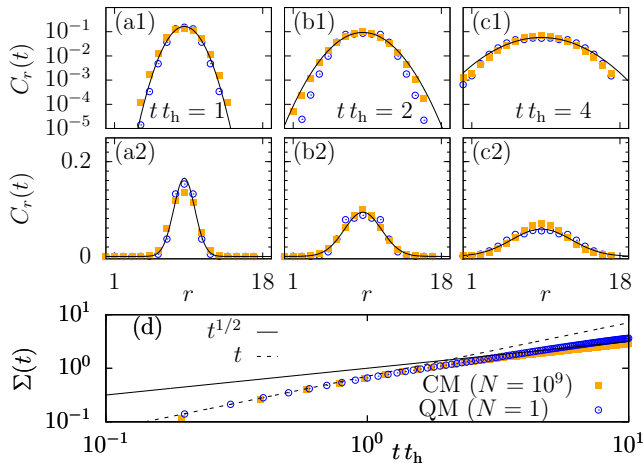 (a1) (b1) (c1)
C_r(t) 10^{-1} 10^{-2} 10^{-3} 10^{-4} 10^{-5}
t t_h = 1 t t_h = 2 t t_h = 4
(a2) (b2) (c2)
C_r(t) 0.2 0
1 r 18 1 r 18 1 r 18
(d)
Σ(t) 10^1 10^0 10^{-1}
t^{1/2}
t
CM (N = 10^9)
QM (N = 1)
10^{-1} 10^0 10^1
t t_h